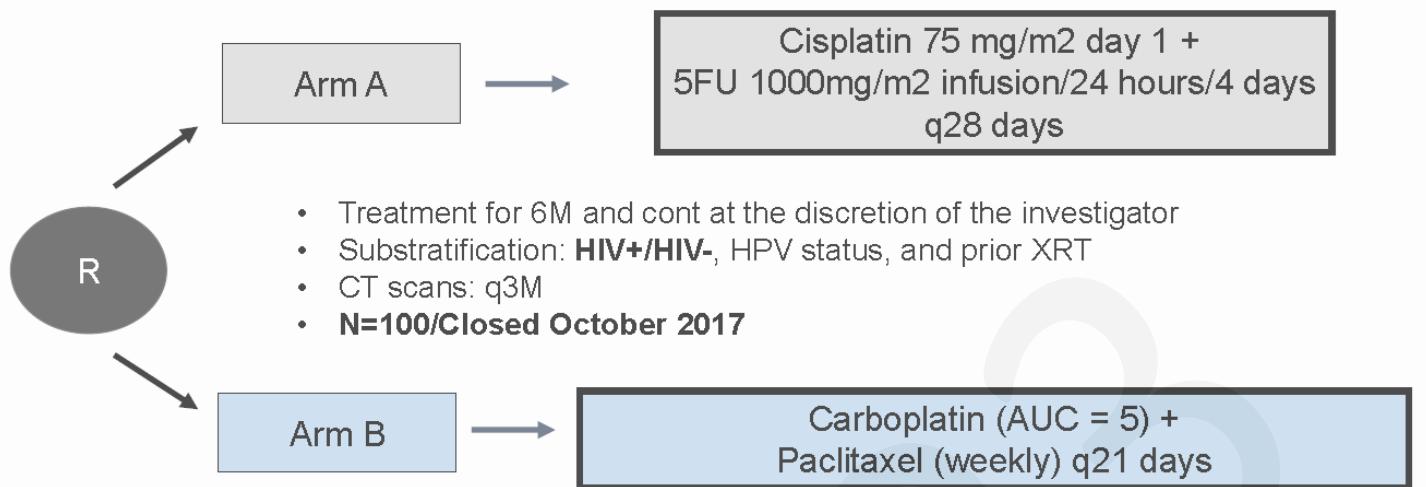 Arm A
Cisplatin 75 mg/m2 day 1 +
5FU 1000mg/m2 infusion/24 hours/4 days
q28 days
R
• Treatment for 6M and cont at the discretion of the investigator
• Substratification: HIV+/HIV-, HPV status, and prior XRT
• CT scans: q3M
• N=100/Closed October 2017
Arm B
Carboplatin (AUC = 5) +
Paclitaxel (weekly) q21 days